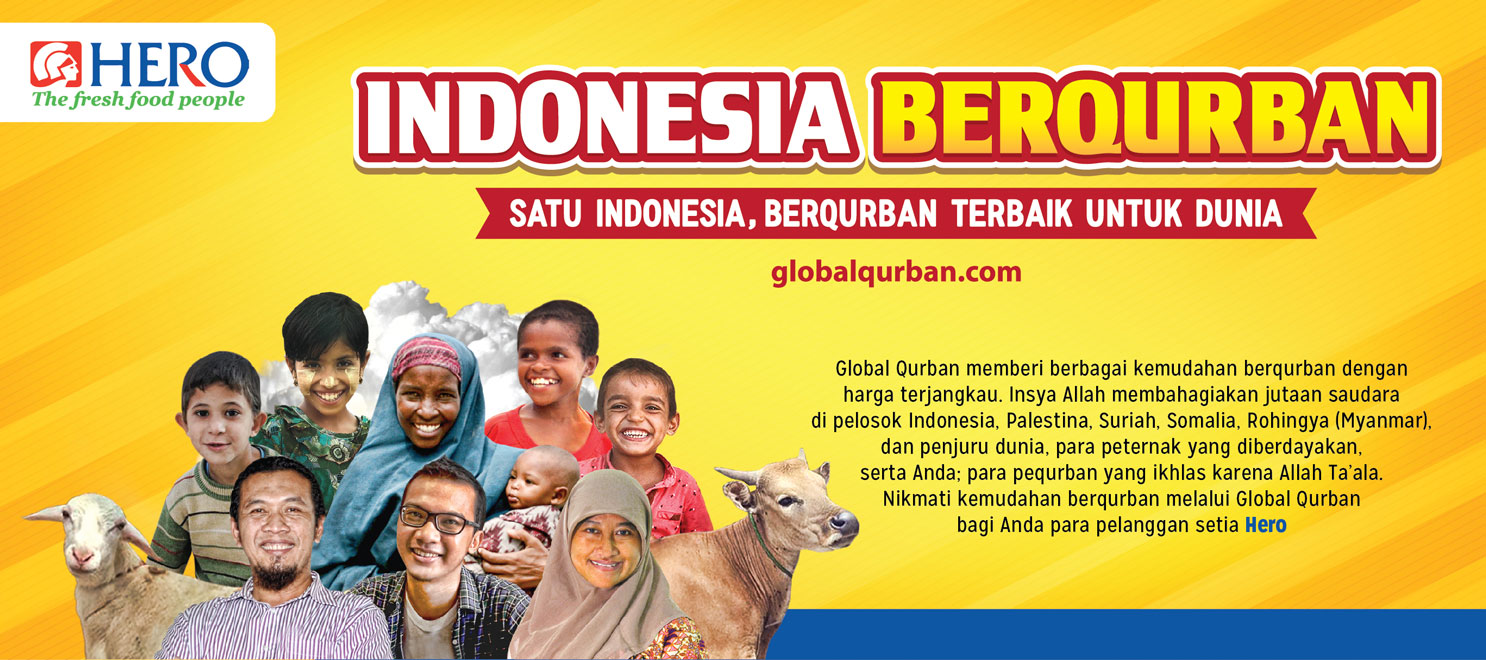 HERO
The fresh food people
INDONESIA BERQURBAN
SATU INDONESIA, BERQURBAN TERBAIK UNTUK DUNIA
globalqurban.com
Global Qurban memberi berbagai kemudahan berqurban dengan
harga terjangkau. Insya Allah membahagiakan jutaan saudara
di pelosok Indonesia, Palestina, Suriah, Somalia, Rohingya (Myanmar),
dan penjuru dunia, para peternak yang diberdayakan,
serta Anda; para pequrban yang ikhlas karena Allah Ta'ala.
Nikmati kemudahan berqurban melalui Global Qurban
bagi Anda para pelanggan setia Hero